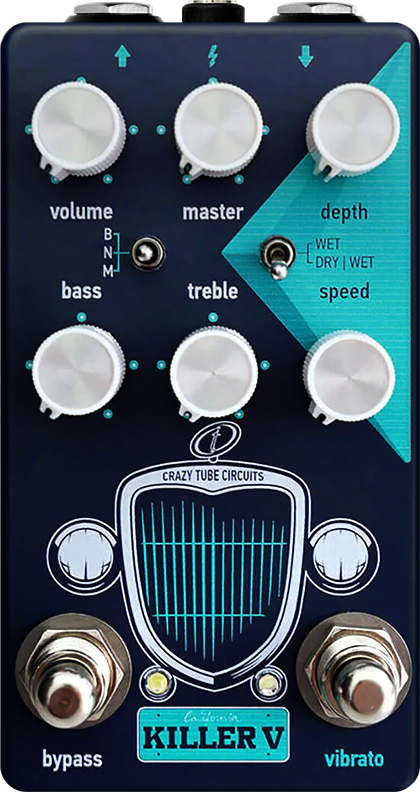 volume master depth
B
N
M
WET
DRY | WET
bass treble speed
CRAZY TUBE CIRCUITS
California
KILLER V
bypass vibrato